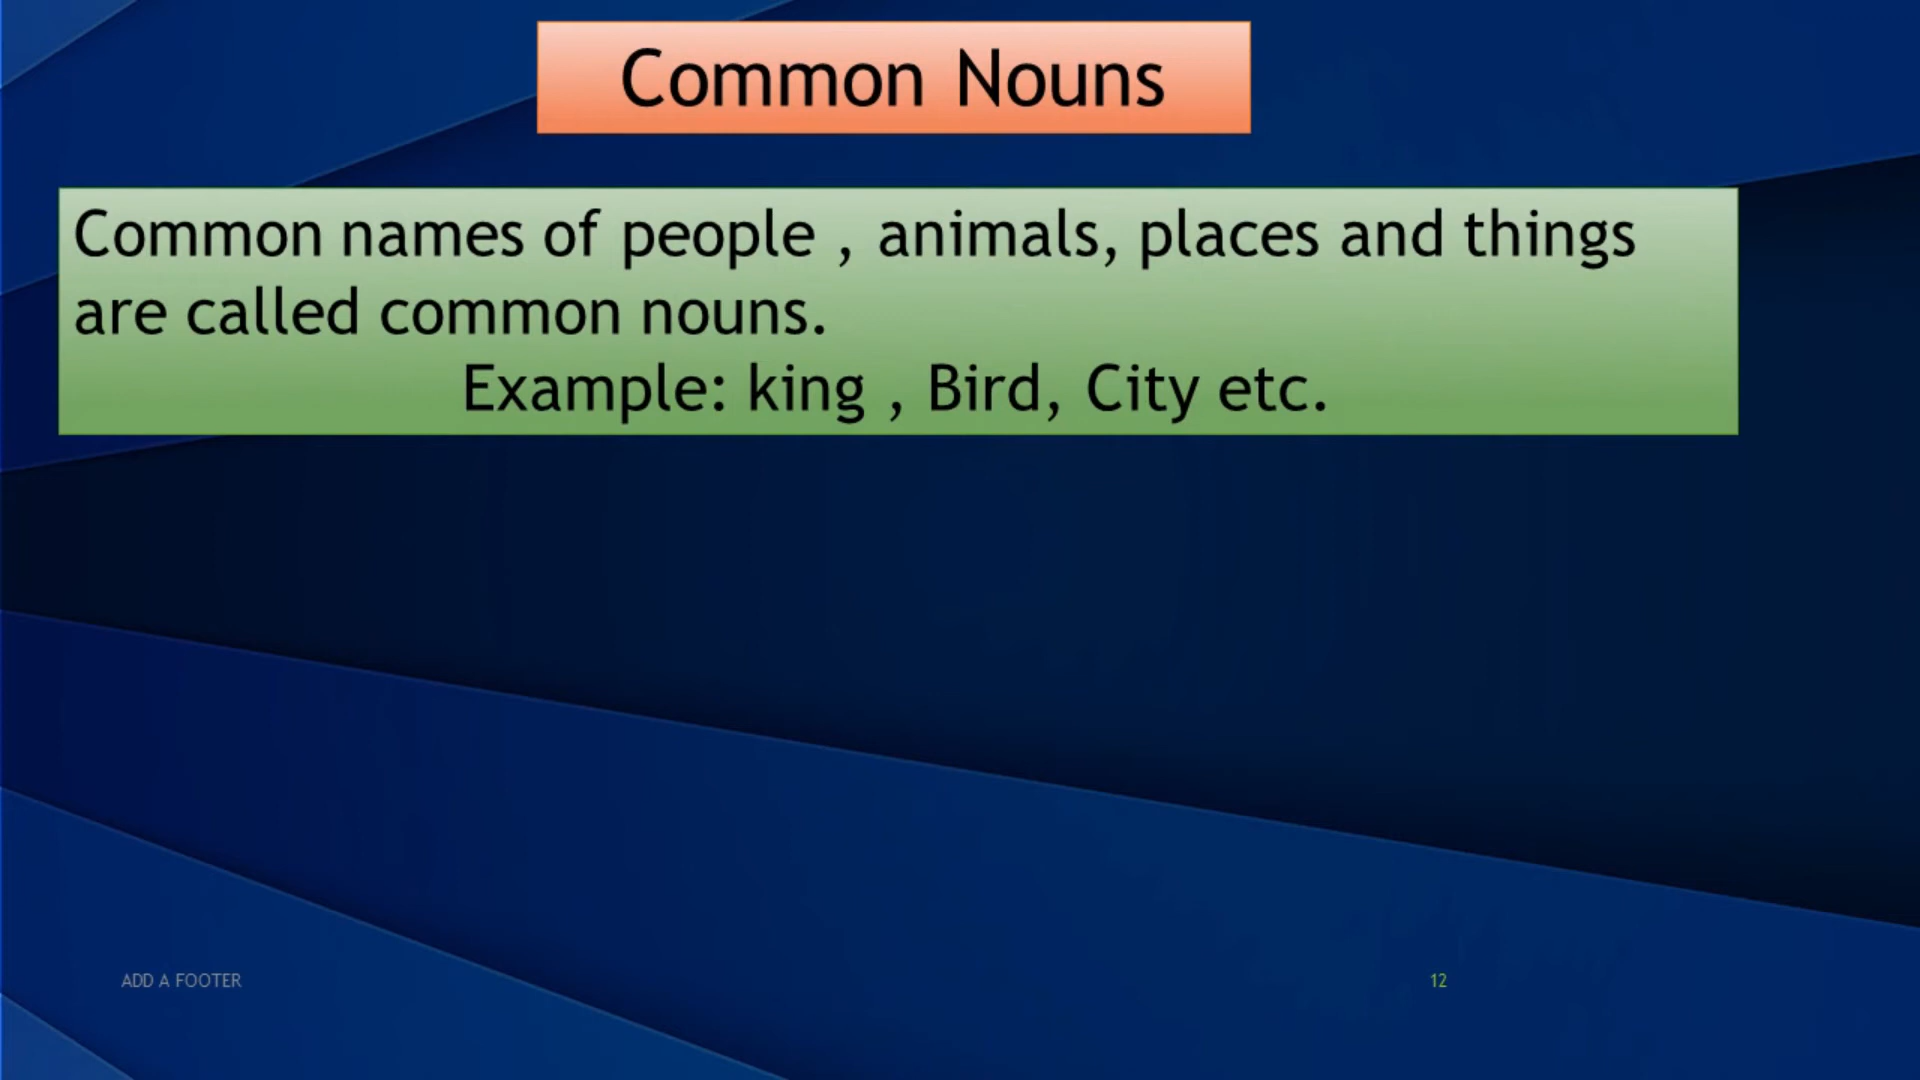 Common Nouns
Common names of people , animals, places and things
are called common nouns.
Example: king , Bird, City etc.
ADD A FOOTER
12